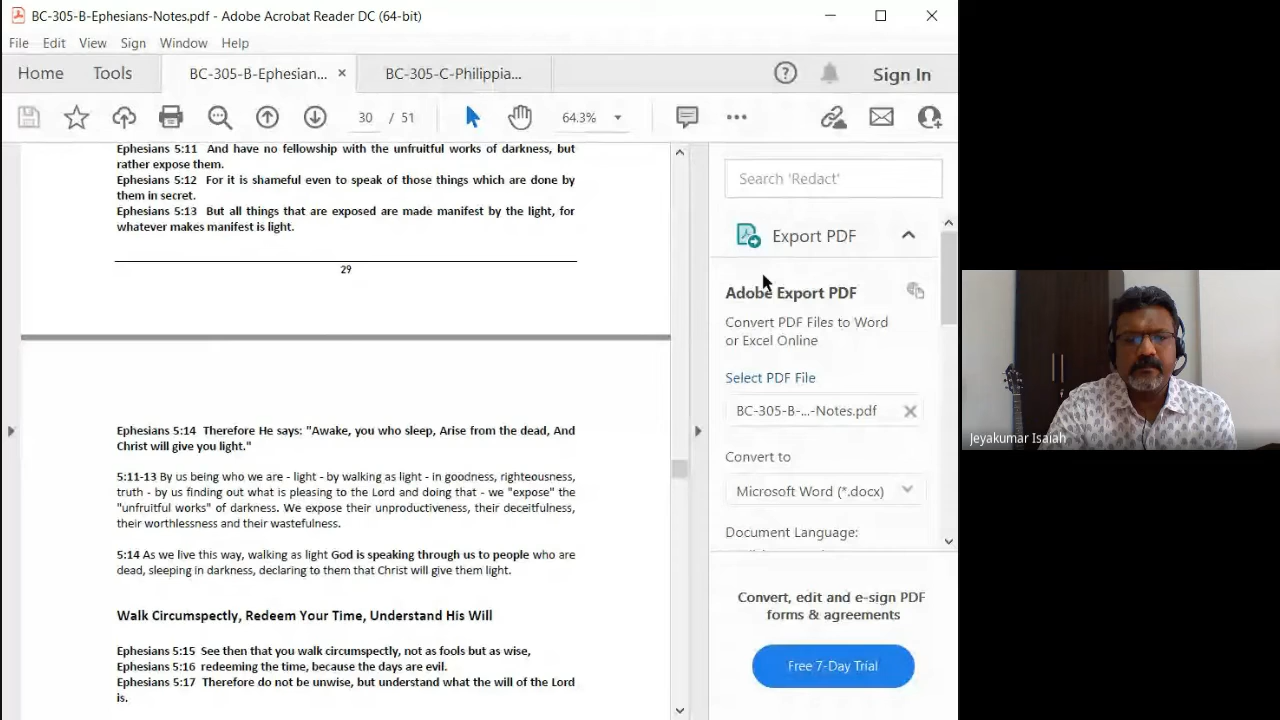 BC-305-B-Ephesians-Notes.pdf - Adobe Acrobat Reader DC (64-bit)
File Edit View Sign Window Help
Home Tools BC-305-B-Ephesian... × BC-305-C-Philippia... Sign In
30 / 51 64.3%
Ephesians 5:11 And have no fellowship with the unfruitful works of darkness, but
rather expose them.
Ephesians 5:12 For it is shameful even to speak of those things which are done by
them in secret.
Ephesians 5:13 But all things that are exposed are made manifest by the light, for
whatever makes manifest is light.
29
Ephesians 5:14 Therefore He says: "Awake, you who sleep, Arise from the dead, And
Christ will give you light."
5:11-13 By us being who we are - light - by walking as light - in goodness, righteousness,
truth - by us finding out what is pleasing to the Lord and doing that - we "expose" the
"unfruitful works" of darkness. We expose their unproductiveness, their deceitfulness,
their worthlessness and their wastefulness.
5:14 As we live this way, walking as light God is speaking through us to people who are
dead, sleeping in darkness, declaring to them that Christ will give them light.
Walk Circumspectly, Redeem Your Time, Understand His Will
Ephesians 5:15 See then that you walk circumspectly, not as fools but as wise,
Ephesians 5:16 redeeming the time, because the days are evil.
Ephesians 5:17 Therefore do not be unwise, but understand what the will of the Lord
is.
Search 'Redact'
Export PDF
Adobe Export PDF
Convert PDF Files to Word
or Excel Online
Select PDF File
BC-305-B-...-Notes.pdf
Convert to
Microsoft Word (*.docx)
Document Language:
Convert, edit and e-sign PDF
forms & agreements
Free 7-Day Trial
Jeyakumar Isaiah